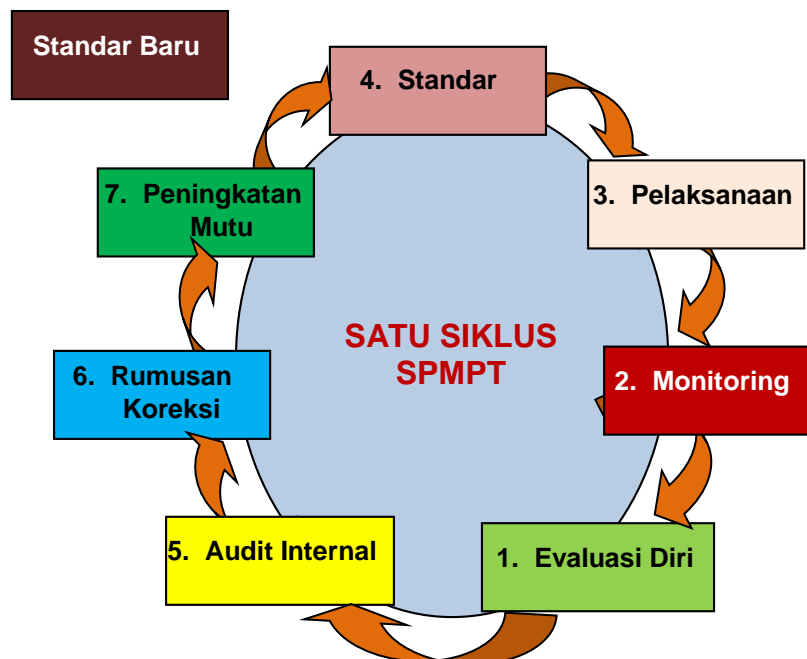 Standar Baru
4. Standar
7. Peningkatan
Mutu
3. Pelaksanaan
SATU SIKLUS
SPMPT
6. Rumusan
Koreksi
2. Monitoring
5. Audit Internal
1. Evaluasi Diri